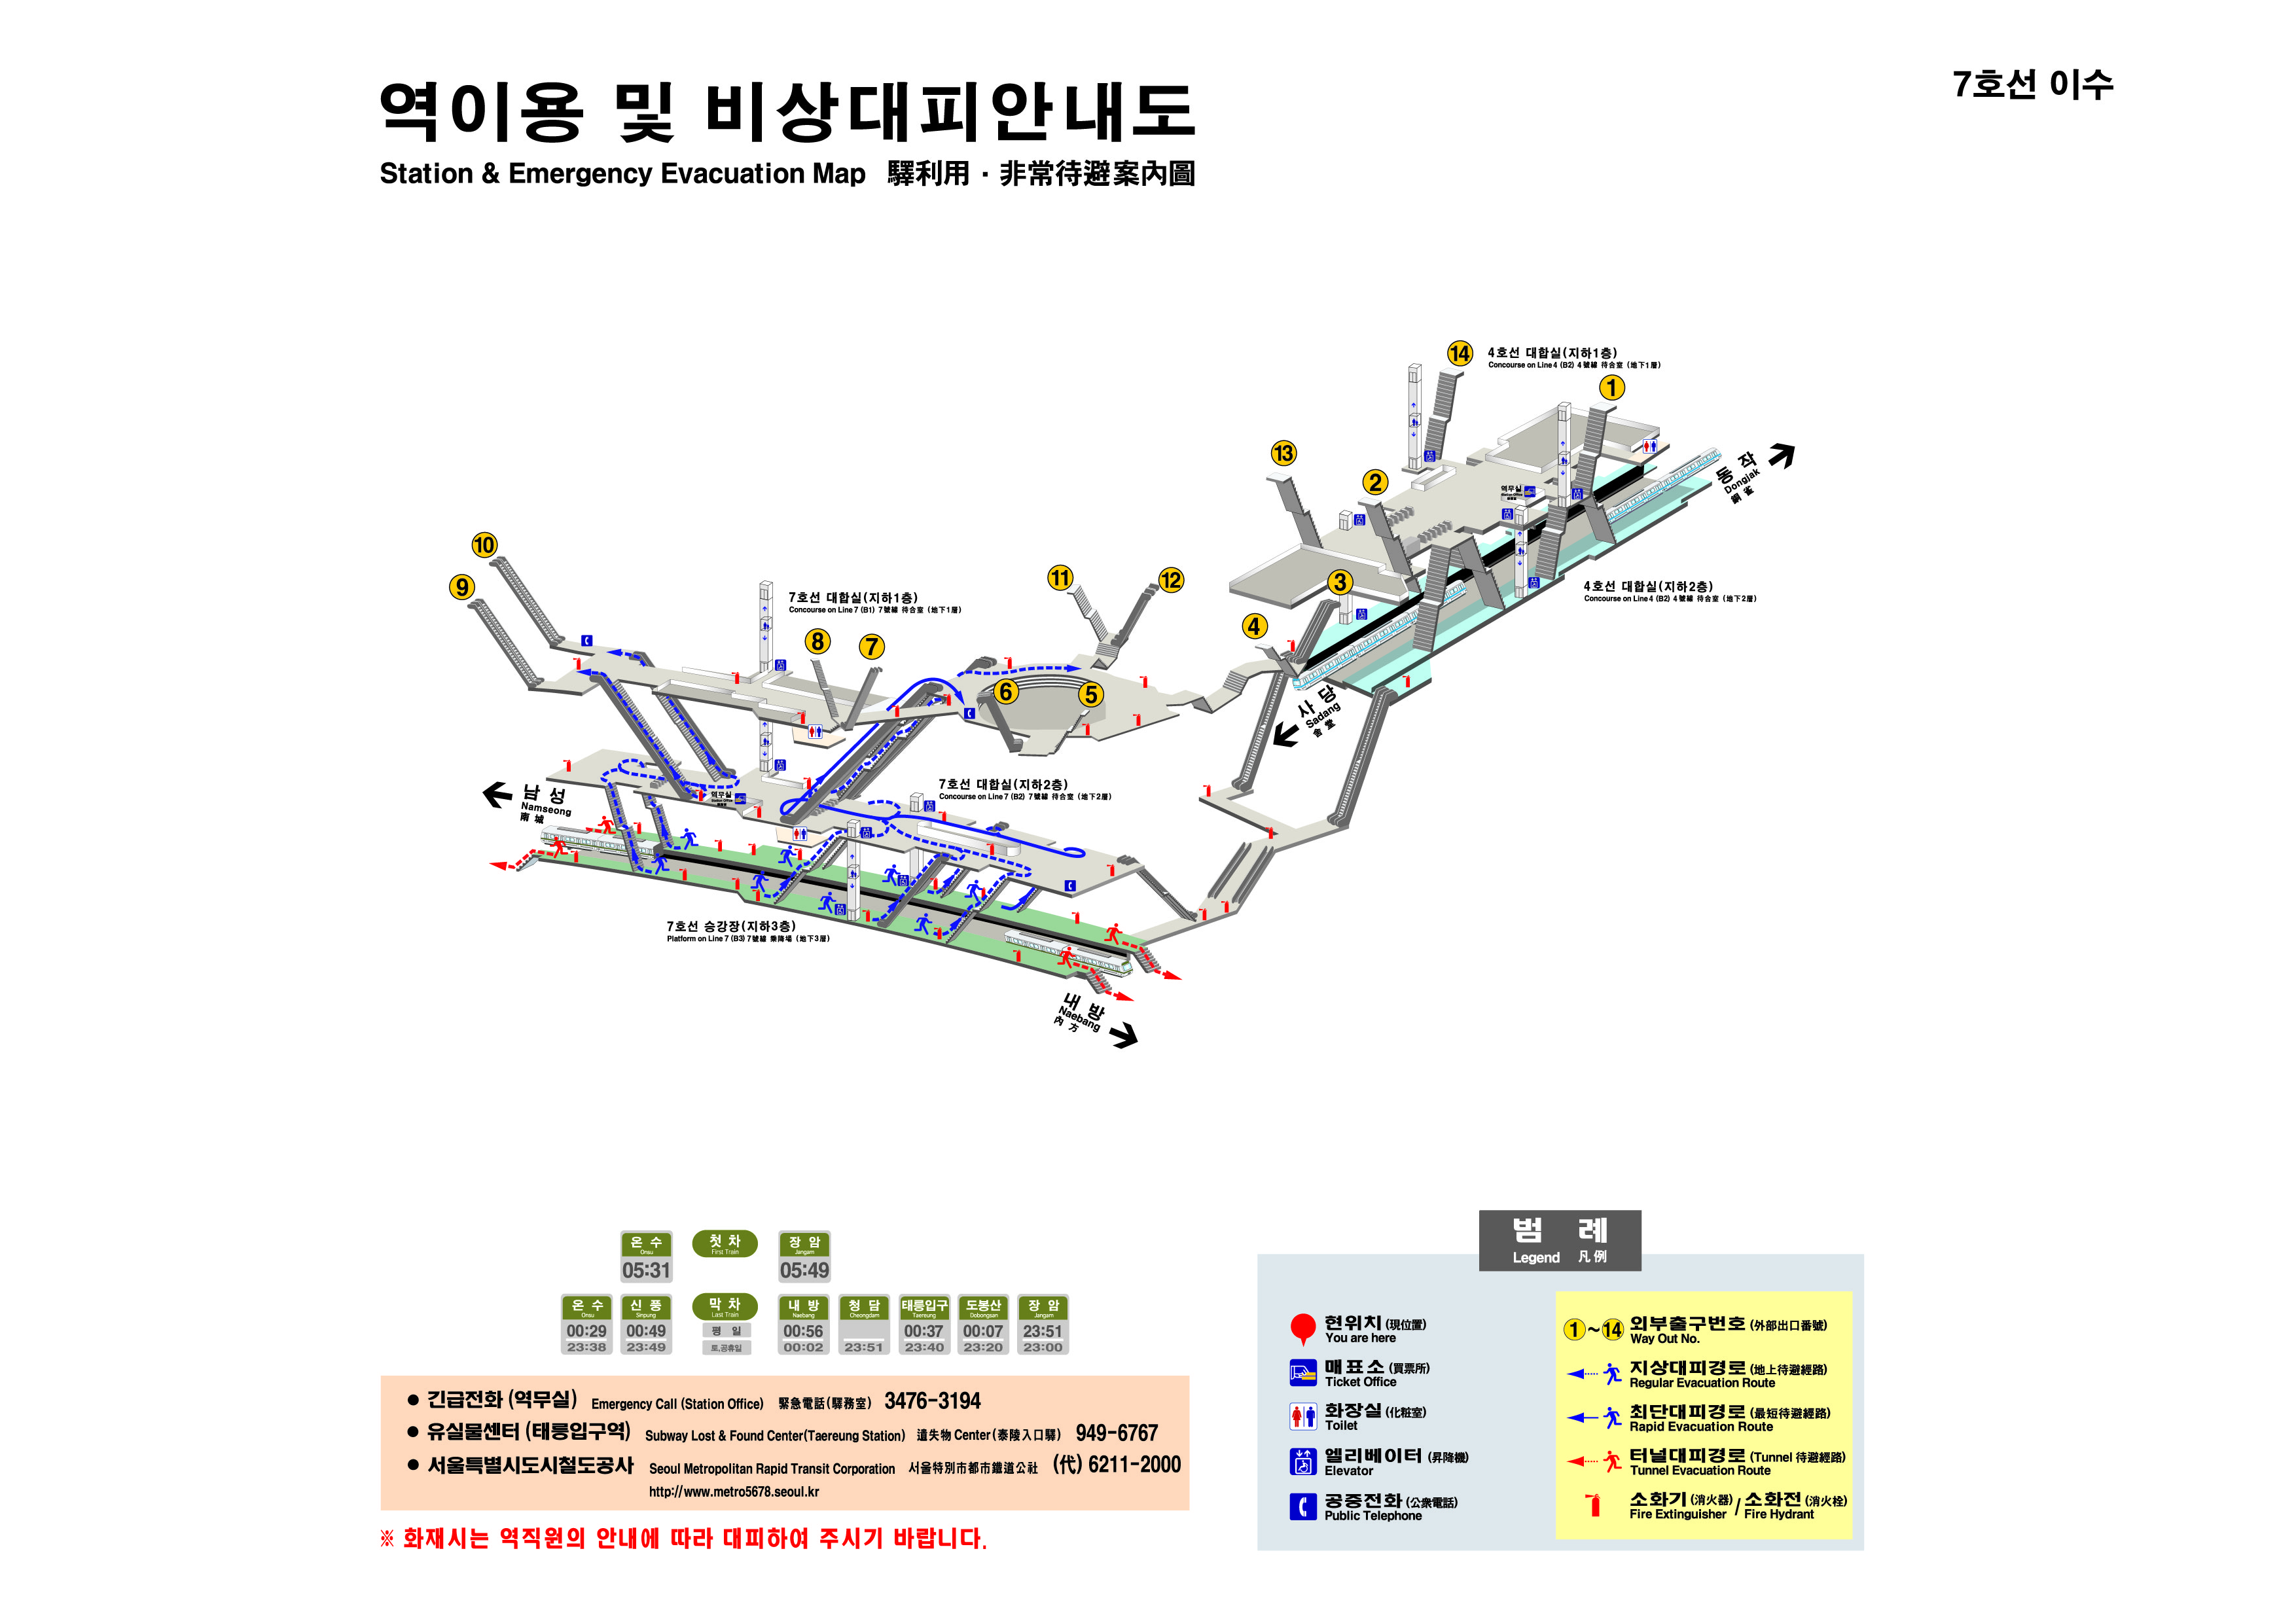 역이용 및 비상대피안내도
Station & Emergency Evacuation Map 驛利用 · 非常待避案內圖
7호선 이수
14
4호선 대합실(지하1층)
Concourse on Line 4 (B2) 4號線 待合室 (地下1層)
1
13
2
역무실
동 작
Dongjak
銅 雀
10
9
11
12
3
4
4호선 대합실(지하2층)
Concourse on Line 4 (B2) 4號線 待合室 (地下2層)
7호선 대합실(지하1층)
Concourse on Line 7 (B1) 7號線 待合室 (地下1層)
8
7
6
5
사 당
Sadang
舍 堂
남 성
Namseong
南 城
역무실
Station Office
7호선 대합실(지하2층)
Concourse on Line 7 (B2) 7號線 待合室 (地下2層)
7호선 승강장(지하3층)
Platform on Line 7 (B3) 7號線 乘降場 (地下3層)
내 방
Naebang
內 方
온 수
Onsu
05:31
첫 차
First Train
장 암
Jangam
05:49
온 수
Onsu
00:29
23:38
신 풍
Sinpung
00:49
23:49
막 차
Last Train
평 일
토,공휴일
내 방
Naebang
00:56
00:02
청 담
Cheongdam
23:51
태릉입구
Taereung
00:37
23:40
도봉산
Dobongsan
00:07
23:20
장 암
Jangam
23:51
23:00
● 긴급전화 (역무실) Emergency Call (Station Office) 緊急電話(驛務室) 3476-3194
● 유실물센터 (태릉입구역) Subway Lost & Found Center(Taereung Station) 遺失物 Center(泰陵入口驛) 949-6767
● 서울특별시도시철도공사 Seoul Metropolitan Rapid Transit Corporation 서울特別市都市鐵道公社 (代) 6211-2000
http://www.metro5678.seoul.kr
※ 화재시는 역직원의 안내에 따라 대피하여 주시기 바랍니다.
범 례
Legend 凡例
현위치 (現位置)
You are here
매표소 (買票所)
Ticket Office
화장실 (化粧室)
Toilet
엘리베이터 (昇降機)
Elevator
공중전화 (公衆電話)
Public Telephone
1 ~ 14 외부출구번호 (外部出口番號)
Way Out No.
지상대피경로 (地上待避經路)
Regular Evacuation Route
최단대피경로 (最短待避經路)
Rapid Evacuation Route
터널대피경로 (Tunnel 待避經路)
Tunnel Evacuation Route
소화기 (消火器) / 소화전 (消火栓)
Fire Extinguisher / Fire Hydrant